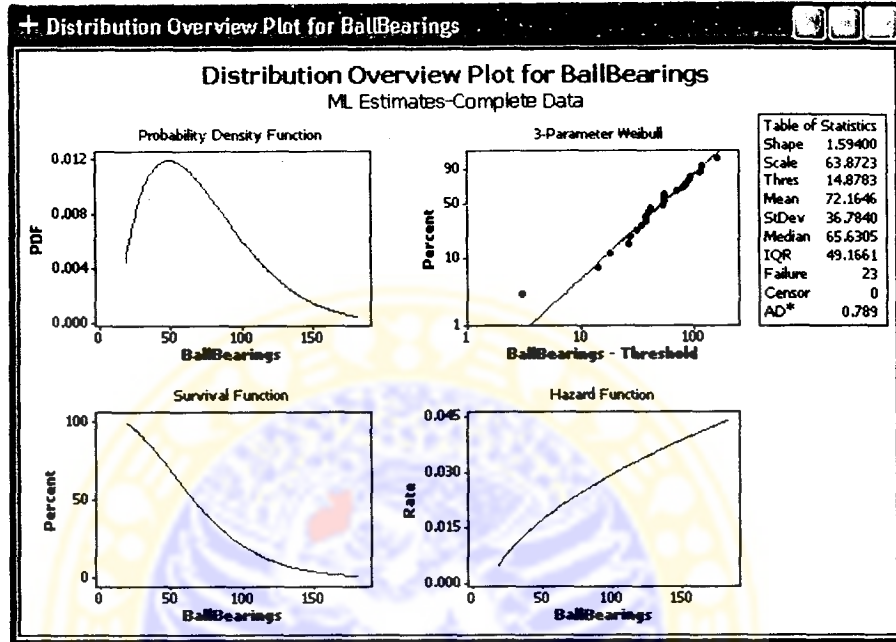 Distribution Overview Plot for BallBearings
Distribution Overview Plot for BallBearings
ML Estimates-Complete Data
Probability Density Function
0.012
0.008
0.004
0.000
PDF
0
50
100
150
BallBearings
3-Parameter Weibull
90
50
10
1
Percent
1
10
100
BallBearings - Threshold
Table of Statistics
Shape 1.59400
Scale 63.8723
Thres 14.8783
Mean 72.1646
StDev 36.7840
Median 65.6305
IQR 49.1661
Failure 23
Censor 0
AD* 0.789
Survival Function
100
50
0
Percent
0
50
100
150
BallBearings
Hazard Function
0.045
0.030
0.015
0.000
Rate
0
50
100
150
BallBearings